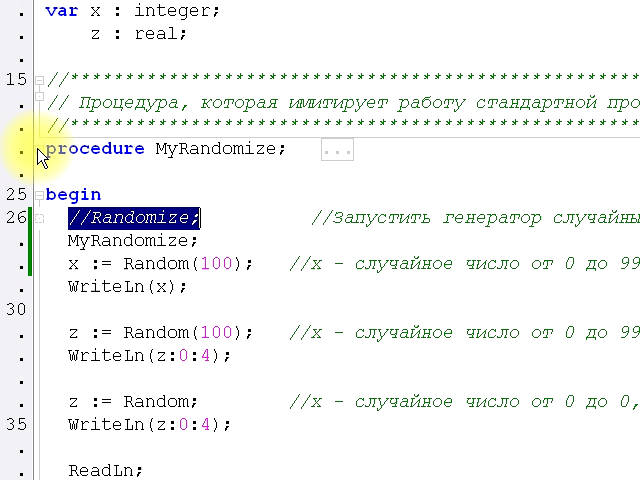 var x : integer;
z : real;
15 //****************************************************
// Процедура, которая имитирует работу стандартной про
//****************************************************
procedure MyRandomize; ...
25 begin
26 //Randomize; //Запустить генератор случайны
MyRandomize;
x := Random(100); //x - случайное число от 0 до 99
WriteLn(x);
30
z := Random(100); //x - случайное число от 0 до 99
WriteLn(z:0:4);
z := Random; //x - случайное число от 0 до 0,
35 WriteLn(z:0:4);
ReadLn;